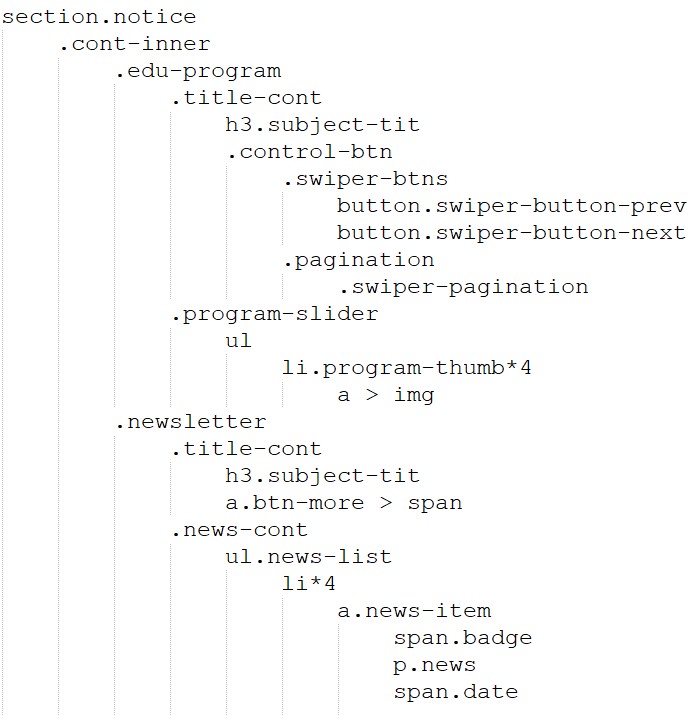 section.notice
.cont-inner
.edu-program
.title-cont
h3.subject-tit
.control-btn
.swiper-btns
button.swiper-button-prev
button.swiper-button-next
.pagination
.swiper-pagination
.program-slider
ul
li.program-thumb*4
a > img
.newsletter
.title-cont
h3.subject-tit
a.btn-more > span
.news-cont
ul.news-list
li*4
a.news-item
span.badge
p.news
span.date